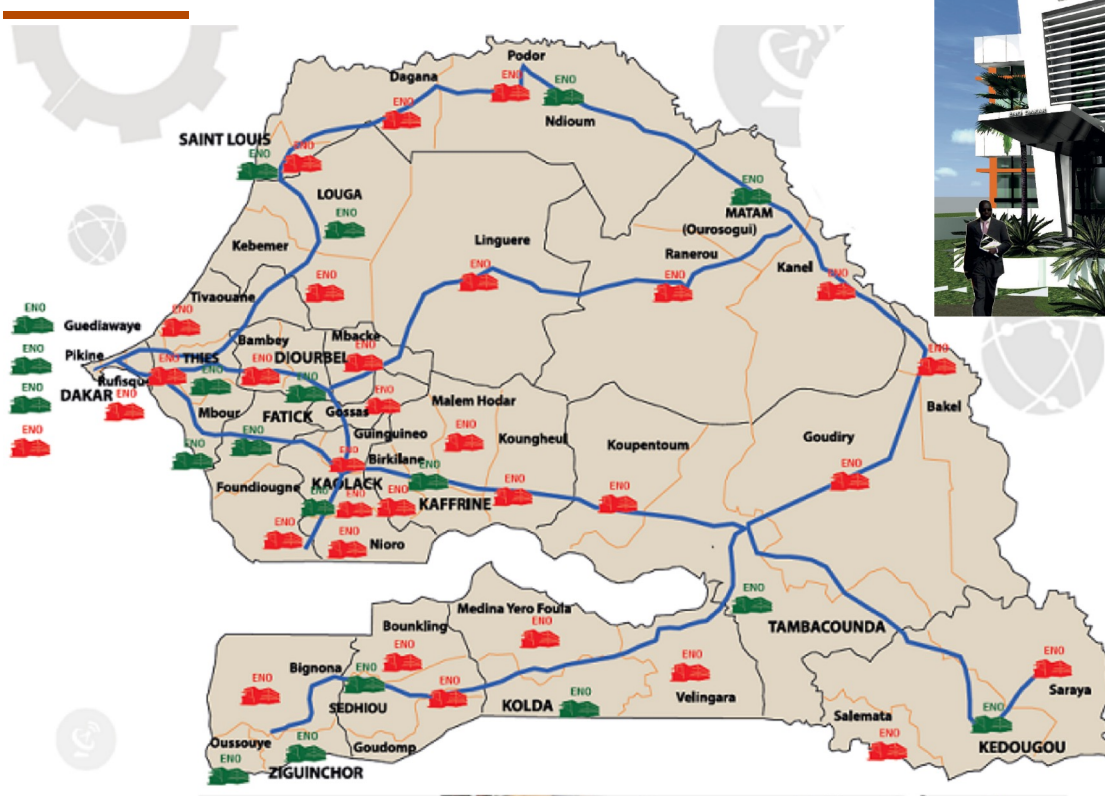 Podor
ENO
Dagana
ENO
ENO
Ndioum
SAINT LOUIS
ENO
ENO
ENO
LOUGA
ENO
MATAM
(Ourosogui)
Linguere
Kebemer
Ranerou
ENO
ENO
Kanel
ENO
ENO
Tivaouane
ENO
Guediawaye
ENO
Bambey
Mbacke
ENO
ENO
Pikine
THIES
DIOURBEL
ENO
ENO
ENO
ENO
Rufisqu
ENO
DAKAR
ENO
ENO
ENO
Bakel
Mbour
FATICK
Gossas
Malem Hodar
ENO
ENO
ENO
Guinguineo
ENO
Koungheul
Koupentoum
Goudiry
ENO
Birkilane
ENO
ENO
Foundiougne
KAOLACK
ENO
ENO
ENO
ENO
KAFFRINE
ENO
ENO
ENO
Nioro
ENO
Medina Yero Foula
Bounkling
ENO
TAMBACOUNDA
ENO
Bignona
ENO
ENO
ENO
ENO
Velingara
ENO
Saraya
SEDHIOU
KOLDA
ENO
ENO
Salemata
Oussouye
ENO
Goudomp
ENO
KEDOUGOU
ENO
ZIGUINCHOR